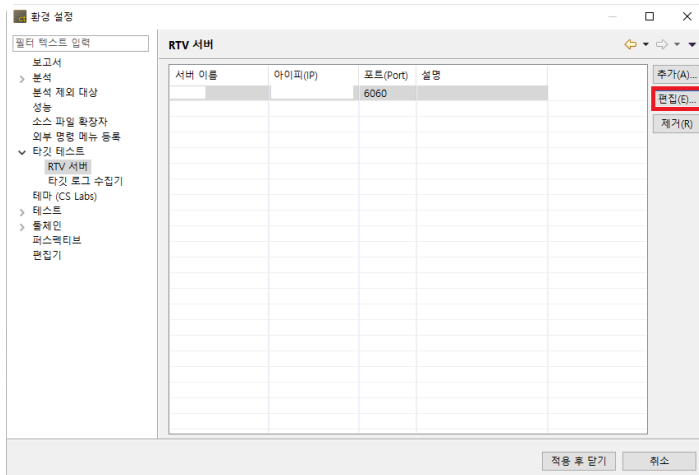 환경 설정
필터 텍스트 입력
보고서
분석
분석 제외 대상
성능
소스 파일 확장자
외부 명령 메뉴 등록
타깃 테스트
RTV 서버
타깃 로그 수집기
테마 (CS Labs)
테스트
툴체인
퍼스펙티브
편집기
RTV 서버
서버 이름 아이피(IP) 포트(Port) 설명
6060
추가(A)...
편집(E)...
제거(R)
적용 후 닫기 취소